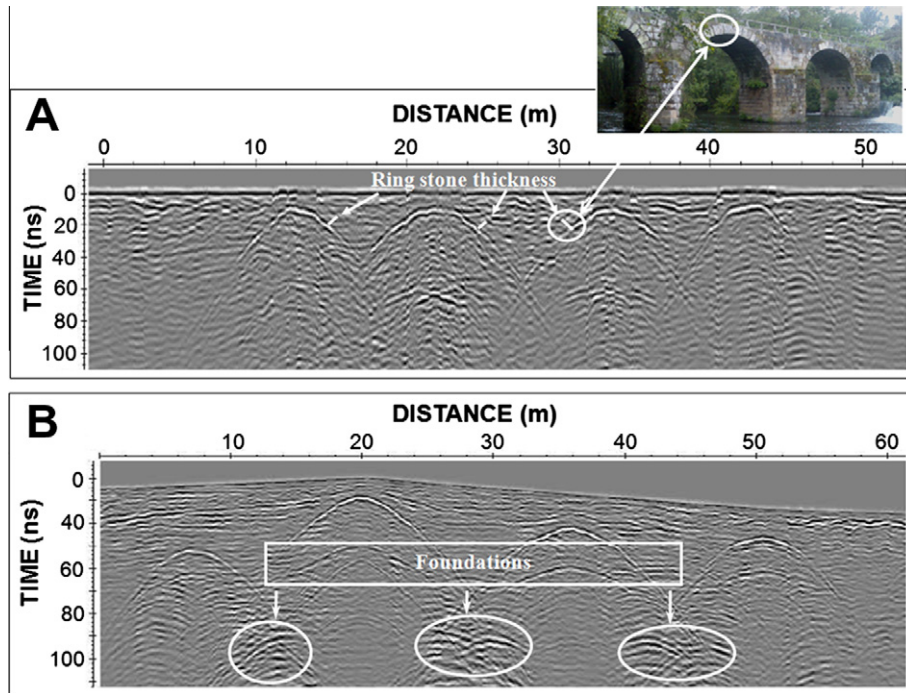 A
DISTANCE (m)
0 10 20 30 40 50
Ring stone thickness
TIME (ns)
0
20
40
60
80
100
B
DISTANCE (m)
10 20 30 40 50 60
TIME (ns)
0
20
40
60
80
100
Foundations